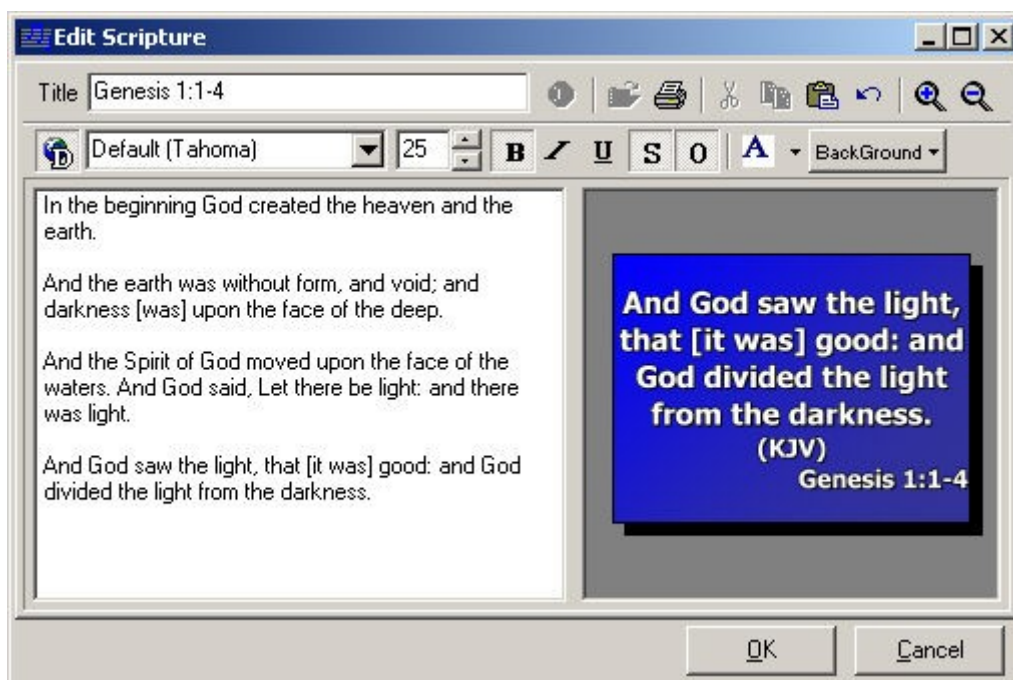 Edit Scripture
Title Genesis 1:1-4
Default (Tahoma) 25 B I U S O A BackGround
In the beginning God created the heaven and the
earth.
And the earth was without form, and void; and
darkness [was] upon the face of the deep.
And the Spirit of God moved upon the face of the
waters. And God said, Let there be light: and there
was light.
And God saw the light, that [it was] good: and God
divided the light from the darkness.
And God saw the light,
that [it was] good: and
God divided the light
from the darkness.
(KJV)
Genesis 1:1-4
OK Cancel